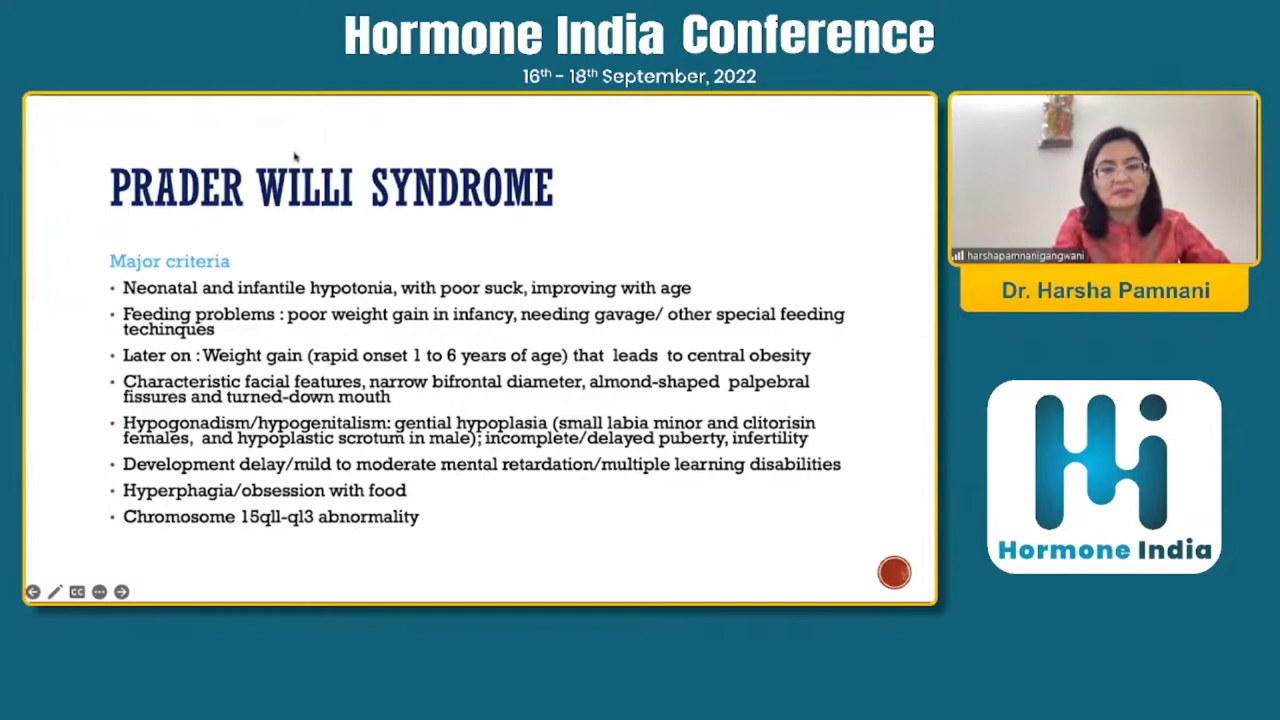 Hormone India Conference
16th - 18th September, 2022
PRADER WILLI SYNDROME
Major criteria
• Neonatal and infantile hypotonia, with poor suck, improving with age
• Feeding problems : poor weight gain in infancy, needing gavage/ other special feeding
techinques
• Later on : Weight gain (rapid onset 1 to 6 years of age) that leads to central obesity
• Characteristic facial features, narrow bifrontal diameter, almond-shaped palpebral
fissures and turned-down mouth
• Hypogonadism/hypogenitalism: gential hypoplasia (small labia minor and clitorisin
females, and hypoplastic scrotum in male); incomplete/delayed puberty, infertility
• Development delay/mild to moderate mental retardation/multiple learning disabilities
• Hyperphagia/obsession with food
• Chromosome 15qll-ql3 abnormality
CC
harshapamnanigangwani
Dr. Harsha Pamnani
Hi
Hormone India